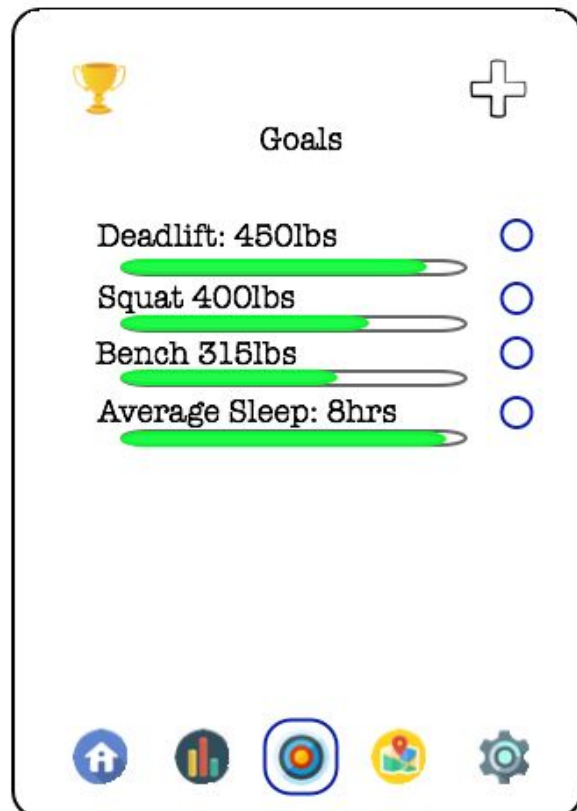 Goals
Deadlift: 450lbs
Squat 400lbs
Bench 315lbs
Average Sleep: 8hrs